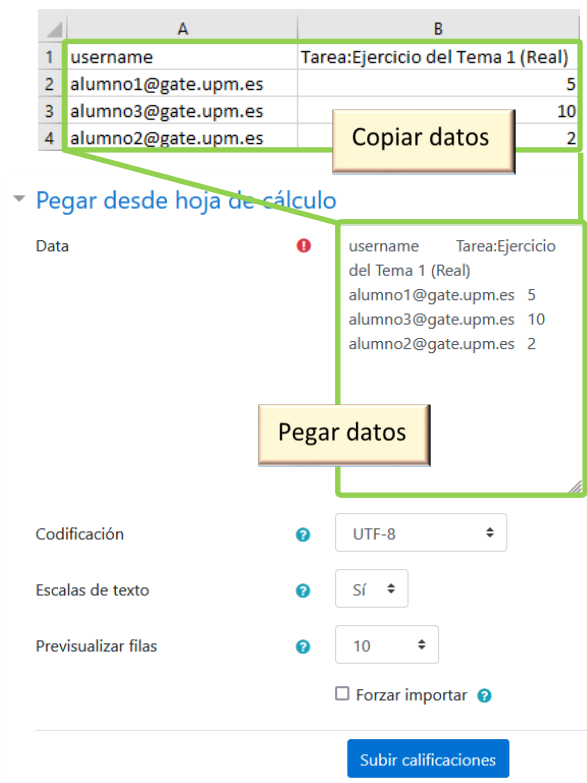 A B
1 username Tarea:Ejercicio del Tema 1 (Real)
2 alumno1@gate.upm.es 5
3 alumno3@gate.upm.es 10
4 alumno2@gate.upm.es 2
Copiar datos
Pegar desde hoja de cálculo
Data
username Tarea:Ejercicio
del Tema 1 (Real)
alumno1@gate.upm.es 5
alumno3@gate.upm.es 10
alumno2@gate.upm.es 2
Pegar datos
Codificación ? UTF-8
Escalas de texto ? Sí
Previsualizar filas ? 10
Forzar importar ?
Subir calificaciones